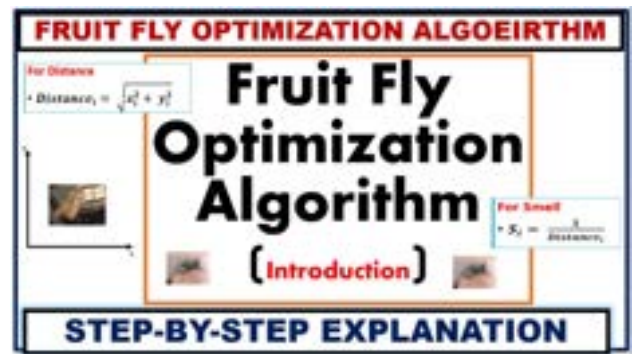 FRUIT FLY OPTIMIZATION ALGOEIRTHM
For Distance
• Distanceᵢ = √(xᵢ² + yᵢ²)
Fruit Fly
Optimization
Algorithm
(Introduction)
For Small
• Sᵢ = 1 / Distanceᵢ
STEP-BY-STEP EXPLANATION